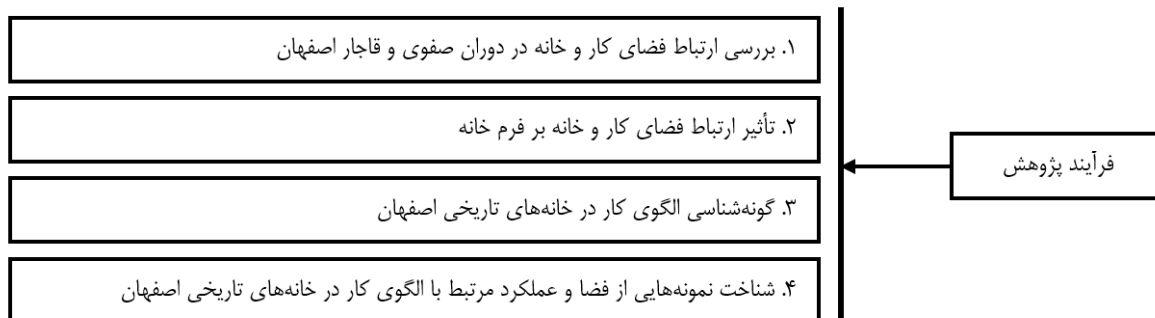 فرآیند پژوهش
۱. بررسی ارتباط فضای کار و خانه در دوران صفوی و قاجار اصفهان
۲. تأثیر ارتباط فضای کار و خانه بر فرم خانه
۳. گونه‌شناسی الگوی کار در خانه‌های تاریخی اصفهان
۴. شناخت نمونه‌هایی از فضا و عملکرد مرتبط با الگوی کار در خانه‌های تاریخی اصفهان